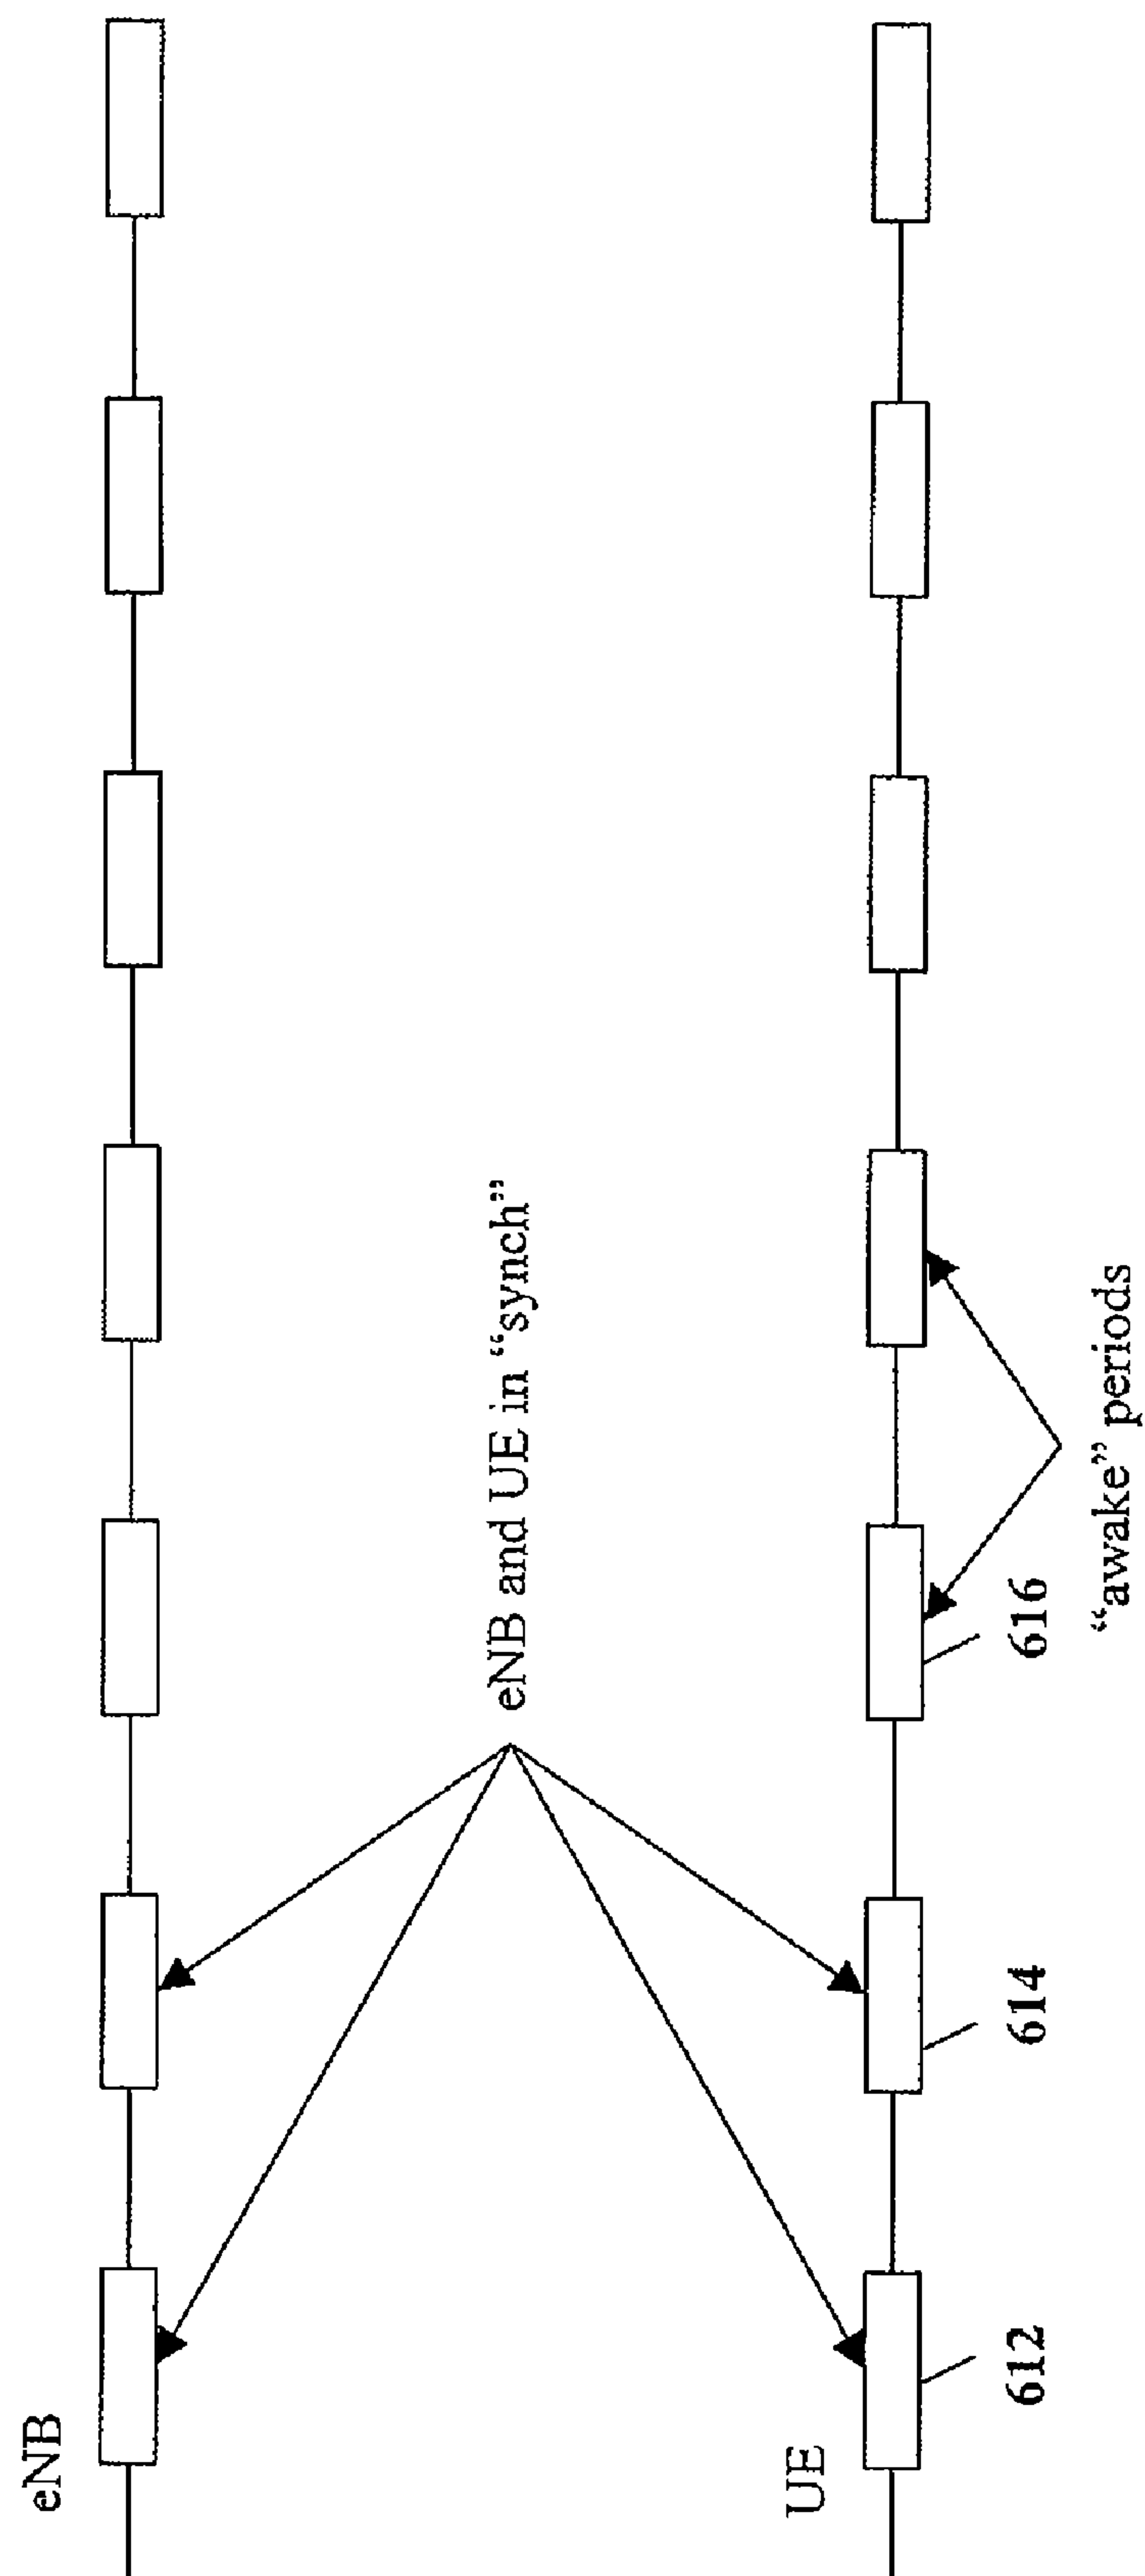 eNB
eNB and UE in “synch”
UE
612
614
616
“awake” periods